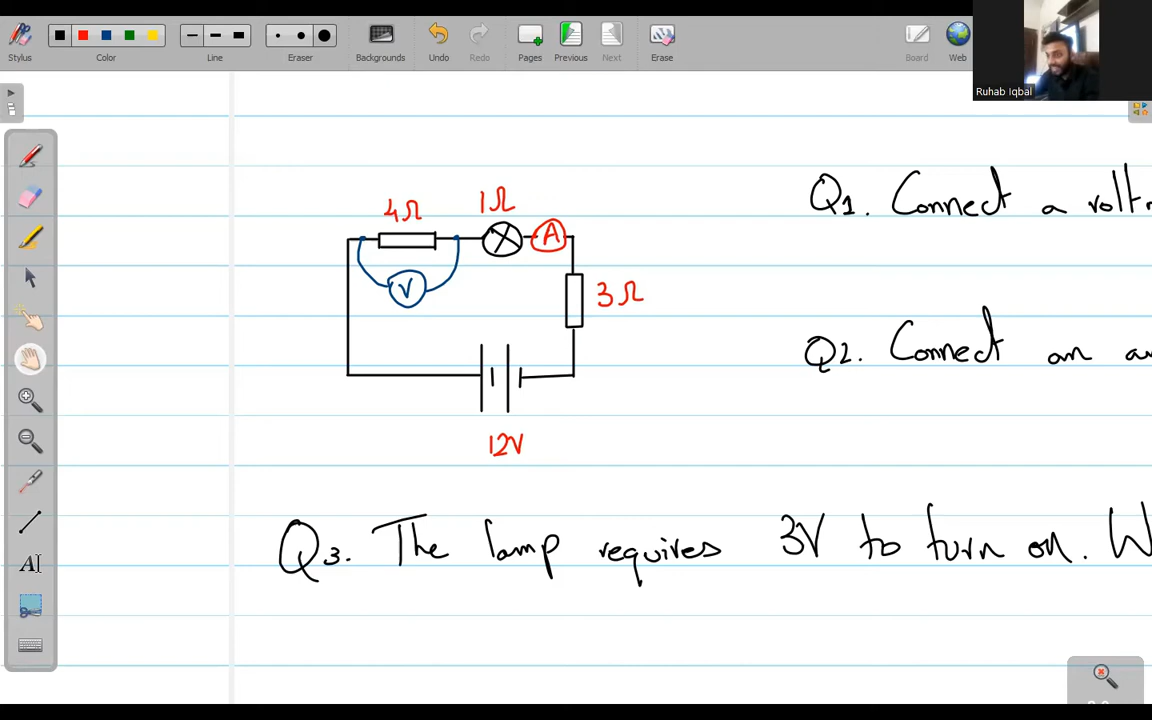 Stylus Color Line Eraser Backgrounds Undo Redo Pages Previous Next Erase Board Web
Ruhab Iqbal
Q1. Connect a
4Ω 1Ω
A
V
3Ω
Q2. Connect an
12V
Q3. The lamp requires 3V to turn on.
A